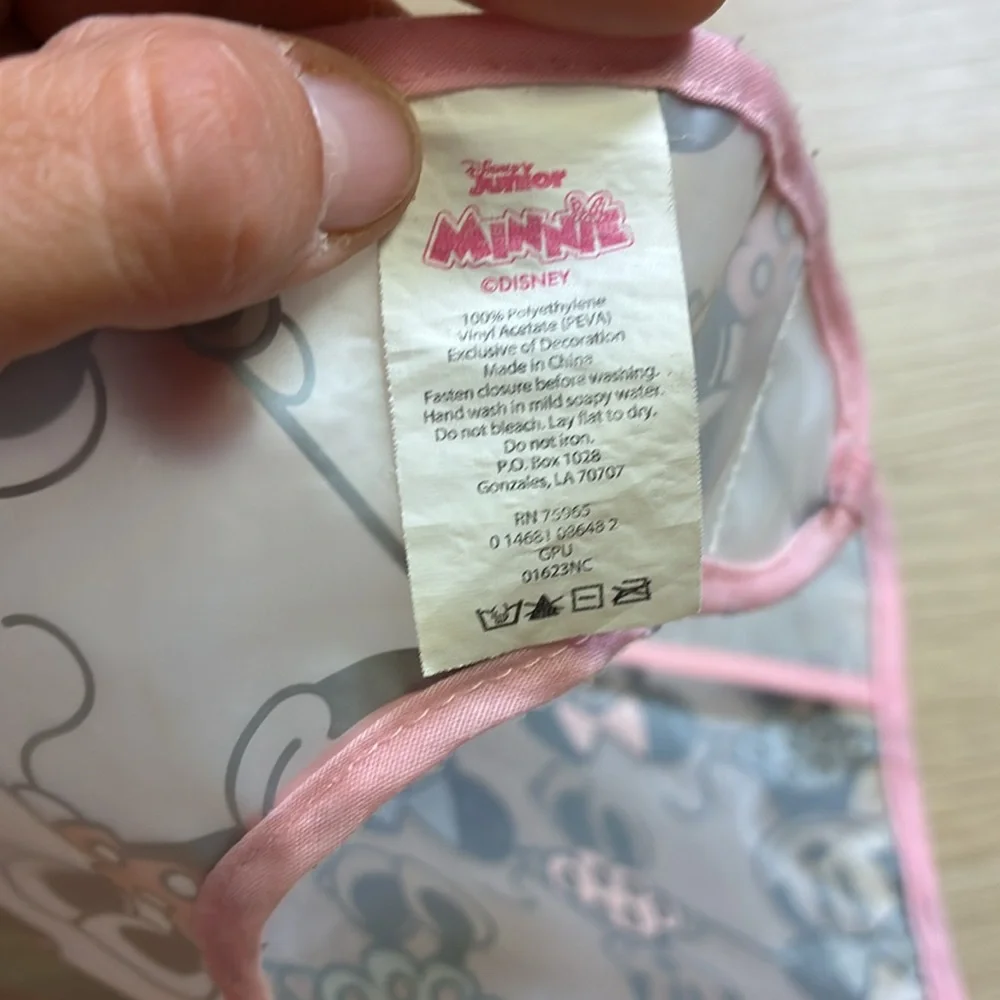 Disney
Junior
MINNIE
©DISNEY
100% Polyethylene
Vinyl Acetate (PEVA)
Exclusive of Decoration
Made in China
Fasten closure before washing.
Hand wash in mild soapy water.
Do not bleach. Lay flat to dry.
Do not iron.
P.O. Box 1028
Gonzales, LA 70707
RN 75965
0 14681 08648 2
GPU
01623NC